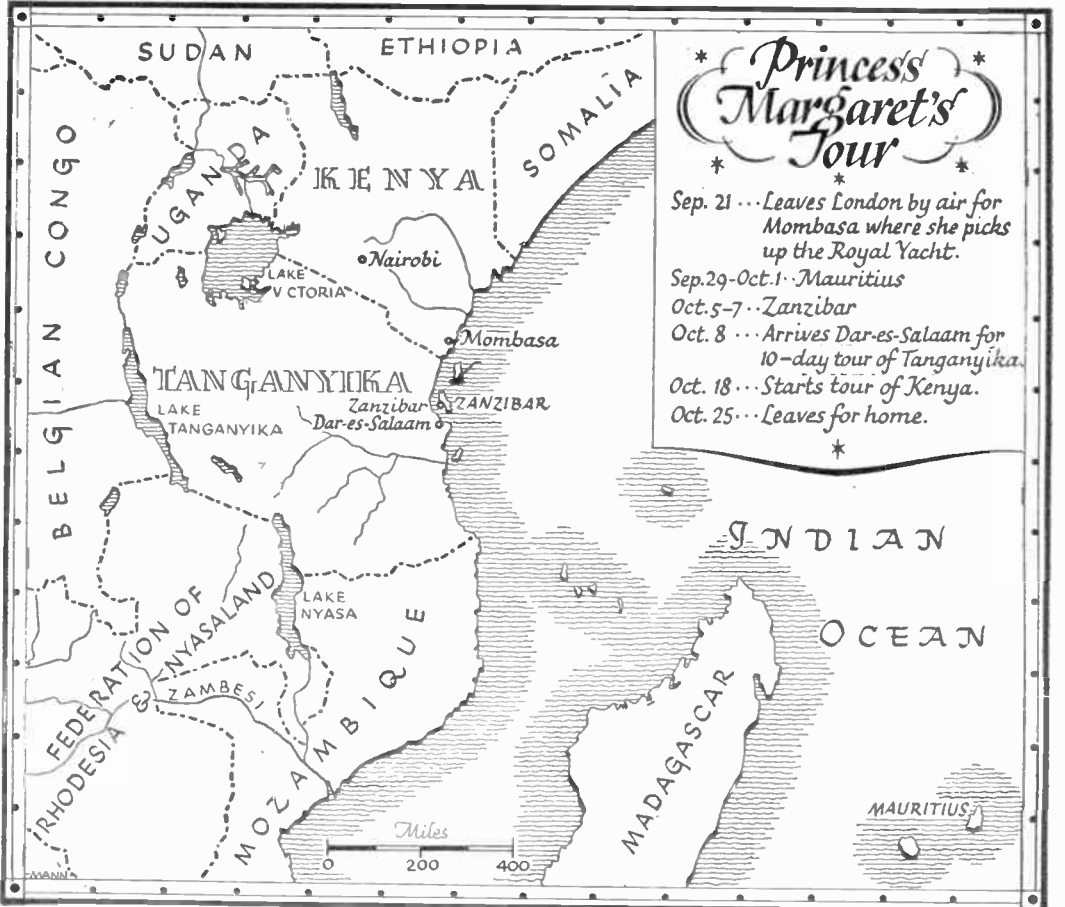 SUDAN
ETHIOPIA
SOMALIA
Princess
Margaret's
Tour
Sep. 21 ... Leaves London by air for
Mombasa where she picks
up the Royal Yacht.
Sep. 29-Oct. 1 .. Mauritius
Oct. 5-7 .. Zanzibar
Oct. 8 ... Arrives Dar-es-Salaam for
10-day tour of Tanganyika.
Oct. 18 ... Starts tour of Kenya.
Oct. 25 ... Leaves for home.
BELGIAN CONGO
UGANDA
KENYA
Nairobi
LAKE
VICTORIA
Mombasa
TANGANYIKA
Zanzibar
ZANZIBAR
Dar-es-Salaam
LAKE
TANGANYIKA
INDIAN
OCEAN
LAKE
NYASA
FEDERATION OF
RHODESIA & NYASALAND
ZAMBESI
MOZAMBIQUE
MADAGASCAR
MAURITIUS
Miles
0 200 400
MANN